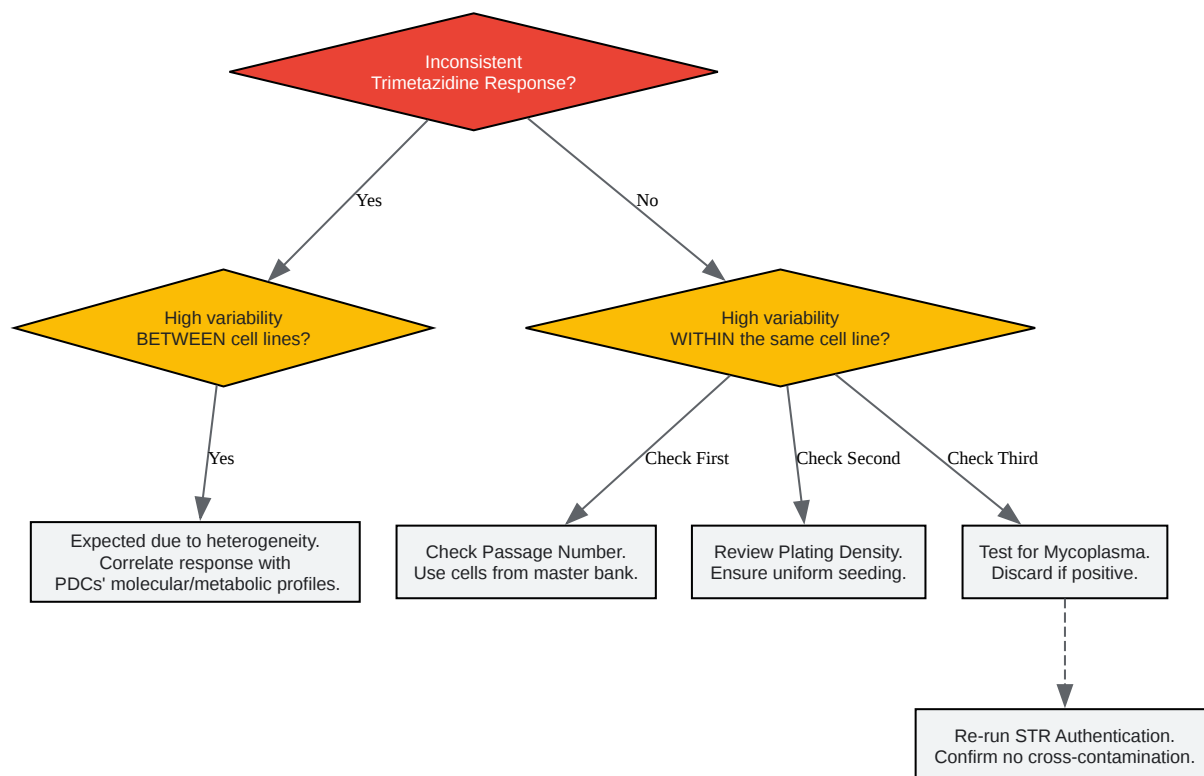 Inconsistent
Trimetazidine Response?
Yes
No
High variability
BETWEEN cell lines?
High variability
WITHIN the same cell line?
Yes
Check First
Check Second
Check Third
Expected due to heterogeneity.
Correlate response with
PDCs' molecular/metabolic profiles.
Check Passage Number.
Use cells from master bank.
Review Plating Density.
Ensure uniform seeding.
Test for Mycoplasma.
Discard if positive.
Re-run STR Authentication.
Confirm no cross-contamination.